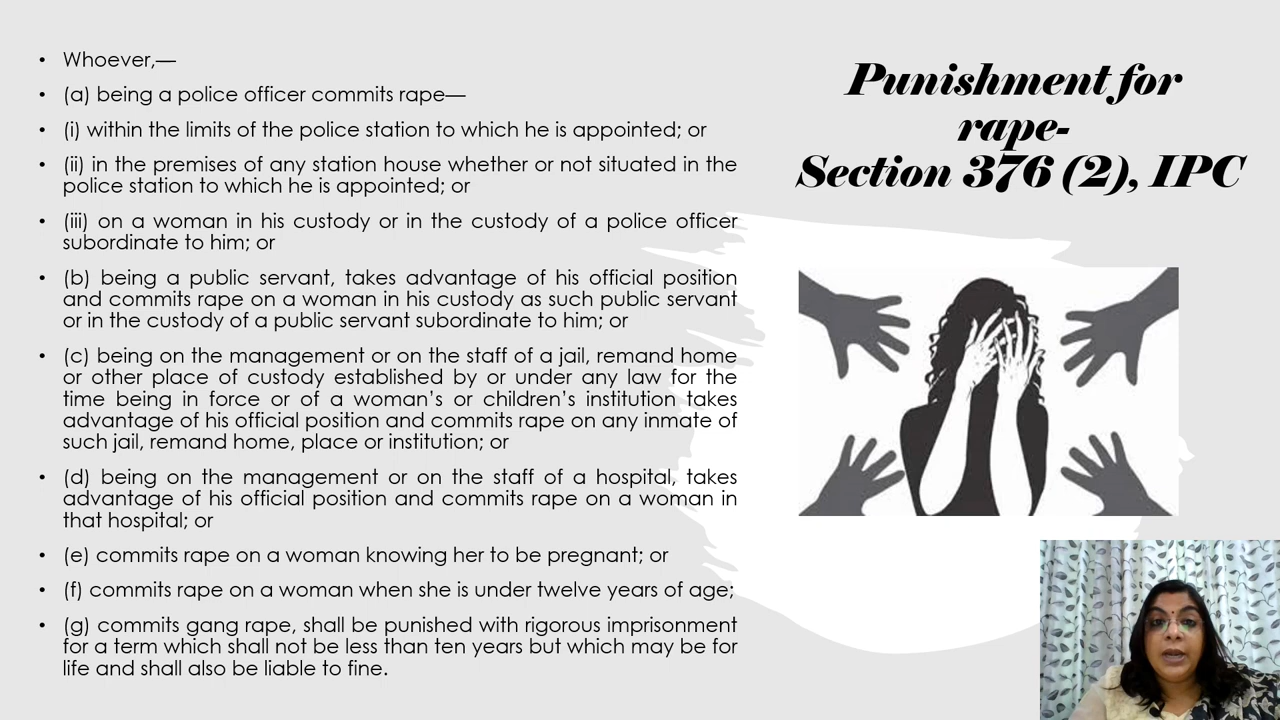 Punishment for
rape-
Section 376 (2), IPC
• Whoever,—
• (a) being a police officer commits rape—
• (i) within the limits of the police station to which he is appointed; or
• (ii) in the premises of any station house whether or not situated in the
police station to which he is appointed; or
• (iii) on a woman in his custody or in the custody of a police officer
subordinate to him; or
• (b) being a public servant, takes advantage of his official position
and commits rape on a woman in his custody as such public servant
or in the custody of a public servant subordinate to him; or
• (c) being on the management or on the staff of a jail, remand home
or other place of custody established by or under any law for the
time being in force or of a woman’s or children’s institution takes
advantage of his official position and commits rape on any inmate of
such jail, remand home, place or institution; or
• (d) being on the management or on the staff of a hospital, takes
advantage of his official position and commits rape on a woman in
that hospital; or
• (e) commits rape on a woman knowing her to be pregnant; or
• (f) commits rape on a woman when she is under twelve years of age;
• (g) commits gang rape, shall be punished with rigorous imprisonment
for a term which shall not be less than ten years but which may be for
life and shall also be liable to fine.